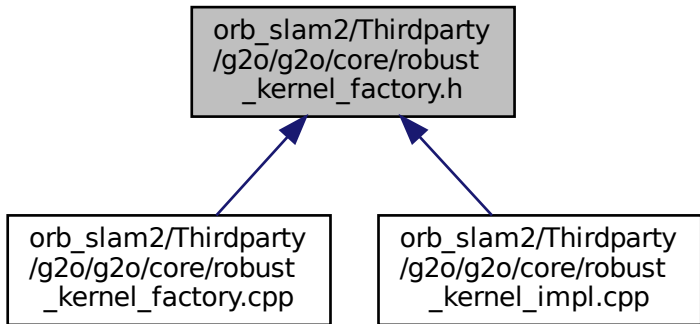 orb_slam2/Thirdparty
/g2o/g2o/core/robust
_kernel_factory.h
orb_slam2/Thirdparty
/g2o/g2o/core/robust
_kernel_factory.cpp
orb_slam2/Thirdparty
/g2o/g2o/core/robust
_kernel_impl.cpp